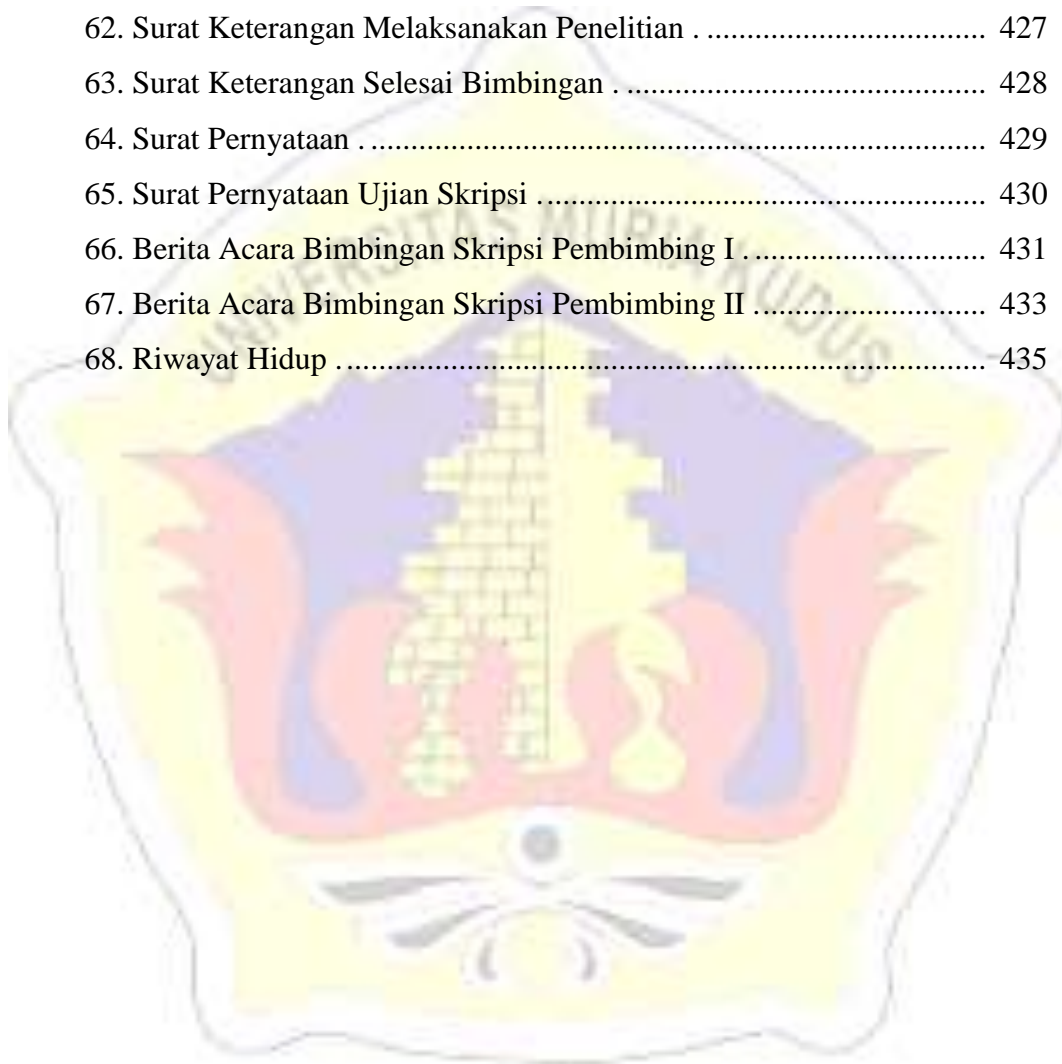 62. Surat Keterangan Melaksanakan Penelitian . ................................ 427
63. Surat Keterangan Selesai Bimbingan . ......................................... 428
64. Surat Pernyataan . ........................................................................ 429
65. Surat Pernyataan Ujian Skripsi . ................................................... 430
66. Berita Acara Bimbingan Skripsi Pembimbing I . ........................... 431
67. Berita Acara Bimbingan Skripsi Pembimbing II . .......................... 433
68. Riwayat Hidup . ........................................................................... 435
UNIVERSITAS MURIA KUDUS